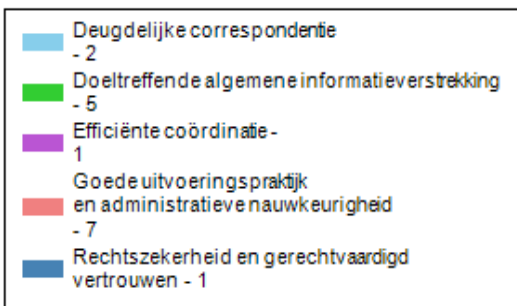 Deugdelijke correspondentie
- 2
Doeltreffende algemene informatieverstrekking
- 5
Efficiënte coördinatie -
1
Goede uitvoeringspraktijk
en administratieve nauwkeurigheid
- 7
Rechtszekerheid en gerechtvaardigd
vertrouwen - 1